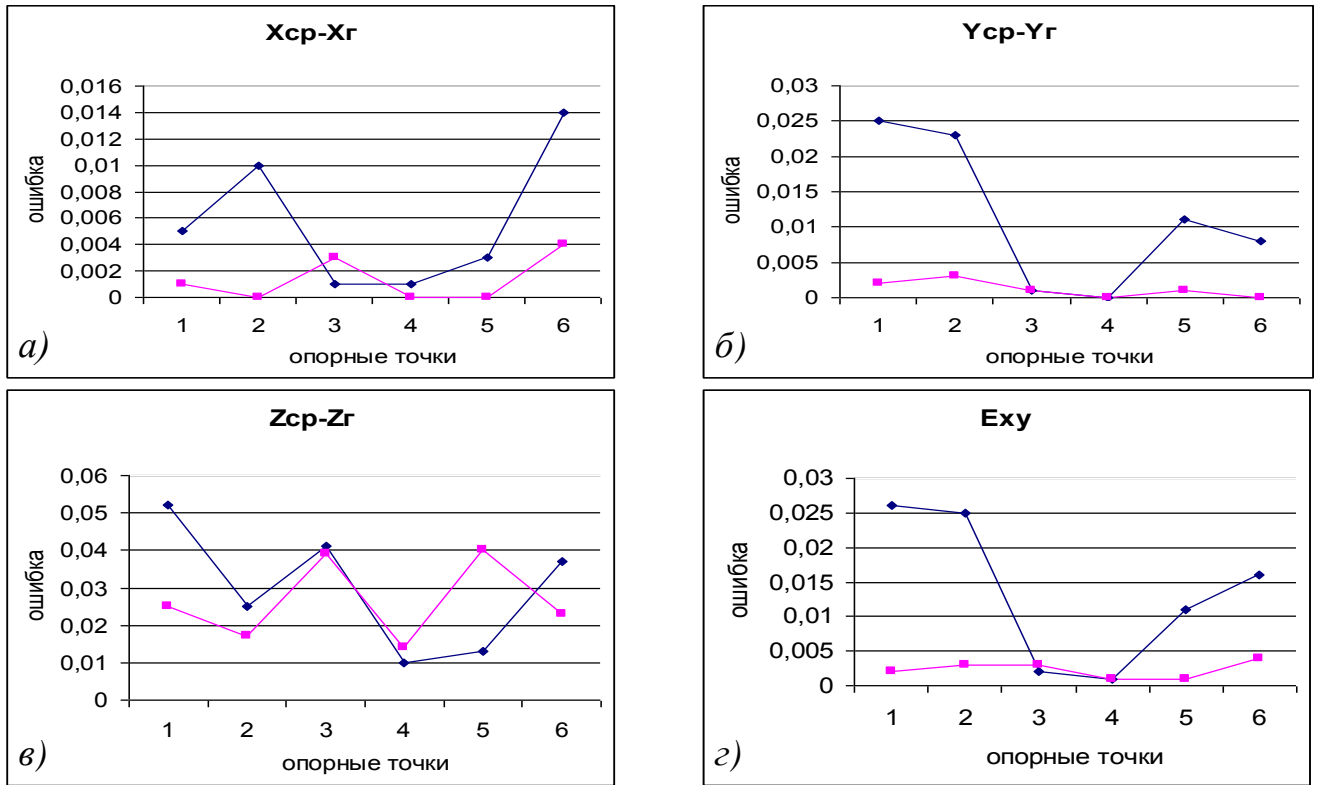 Xср-Xг
0,016
0,014
0,012
0,01
0,008
0,006
0,004
0,002
0
ошибка
1 2 3 4 5 6
опорные точки
а)
Yср-Yг
0,03
0,025
0,02
0,015
0,01
0,005
0
ошибка
1 2 3 4 5 6
опорные точки
б)
Zср-Zг
0,06
0,05
0,04
0,03
0,02
0,01
0
ошибка
1 2 3 4 5 6
опорные точки
в)
Exy
0,03
0,025
0,02
0,015
0,01
0,005
0
ошибка
1 2 3 4 5 6
опорные точки
г)